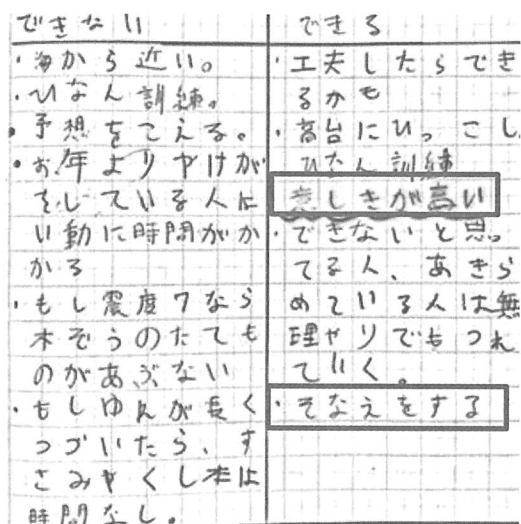 できない
・海から近い。
・ひなん訓練。
・予想をこえる。
・お年よりやけが
をしている人に
い動に時間がか
かる
・もし震度7なら
木ぞうのたても
のがあぶない
・もしゆれが長く
つづいたら、す
さみやくし本は
時間なし。
できる
・工夫したらでき
るかも
・高台にひっこし
ひなん訓練
意しきが高い
・できないと思っ
てる人、あきら
めている人は無
理やりでもつれ
ていく。
・そなえをする